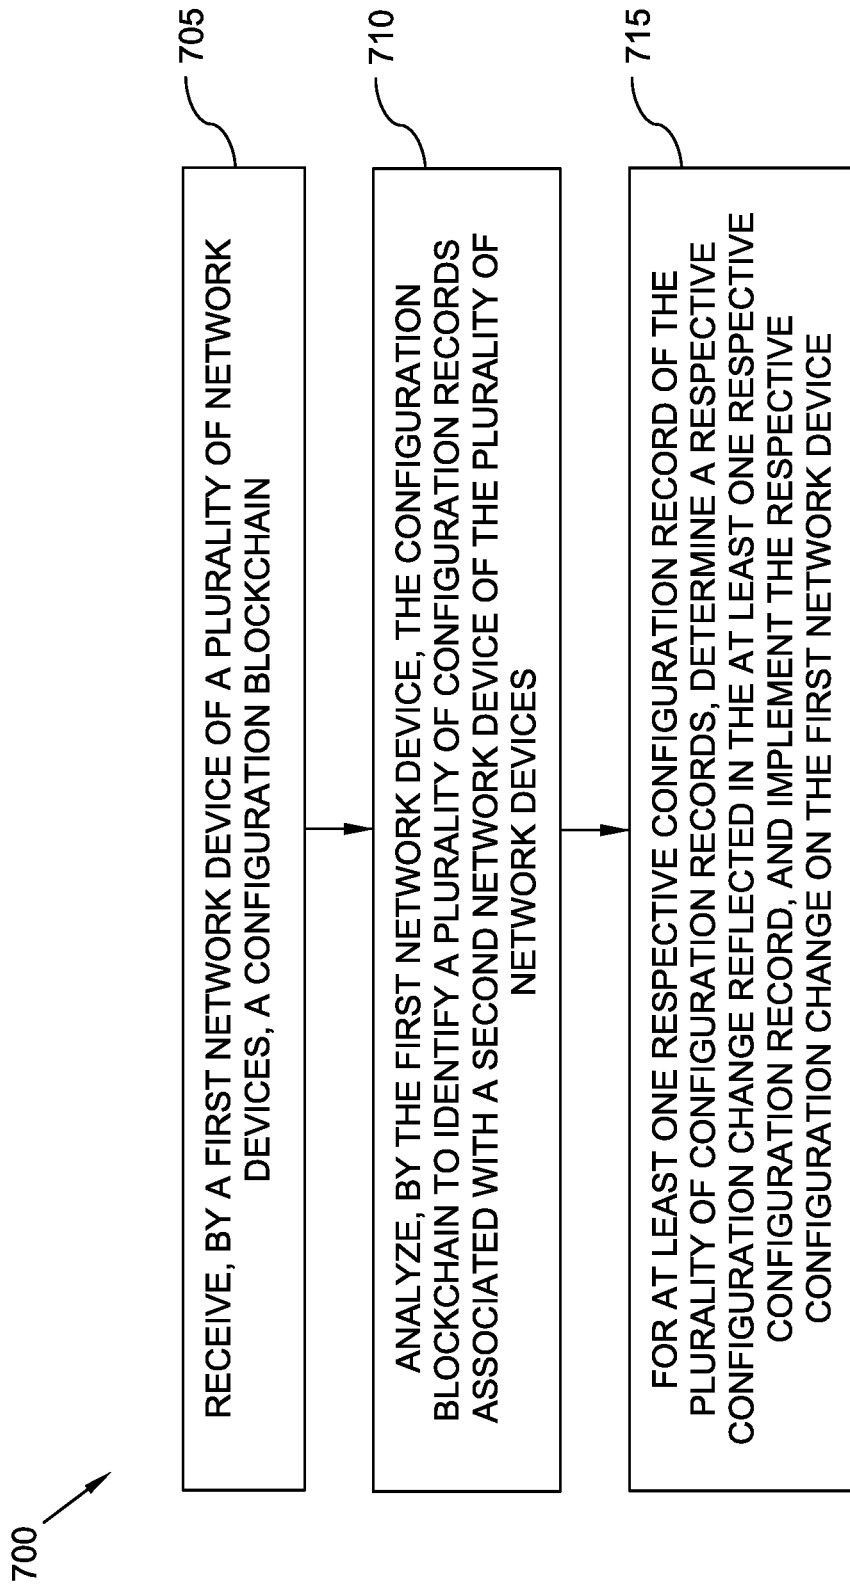 700
RECEIVE, BY A FIRST NETWORK DEVICE OF A PLURALITY OF NETWORK
DEVICES, A CONFIGURATION BLOCKCHAIN
705
ANALYZE, BY THE FIRST NETWORK DEVICE, THE CONFIGURATION
BLOCKCHAIN TO IDENTIFY A PLURALITY OF CONFIGURATION RECORDS
ASSOCIATED WITH A SECOND NETWORK DEVICE OF THE PLURALITY OF
NETWORK DEVICES
710
FOR AT LEAST ONE RESPECTIVE CONFIGURATION RECORD OF THE
PLURALITY OF CONFIGURATION RECORDS, DETERMINE A RESPECTIVE
CONFIGURATION CHANGE REFLECTED IN THE AT LEAST ONE RESPECTIVE
CONFIGURATION RECORD, AND IMPLEMENT THE RESPECTIVE
CONFIGURATION CHANGE ON THE FIRST NETWORK DEVICE
715